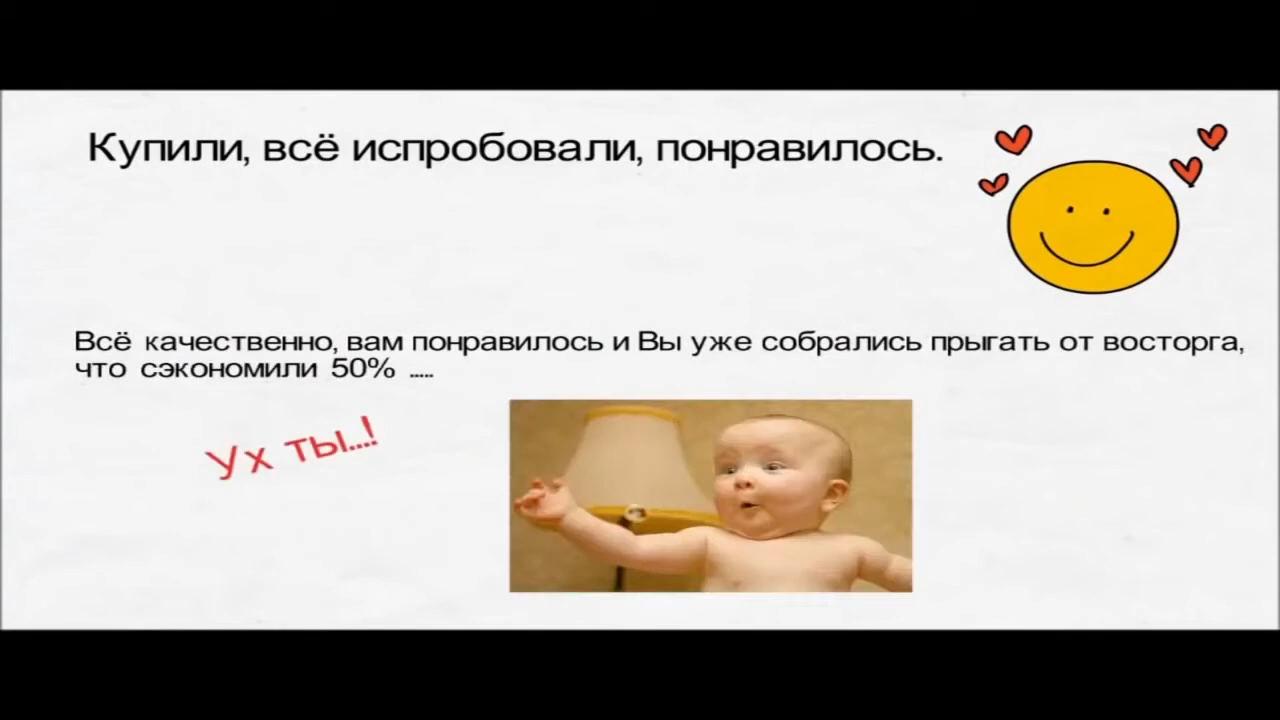 Купили, всё испробовали, понравилось.
Всё качественно, вам понравилось и Вы уже собрались прыгать от восторга,
что сэкономили 50% .....
Ух ты...!